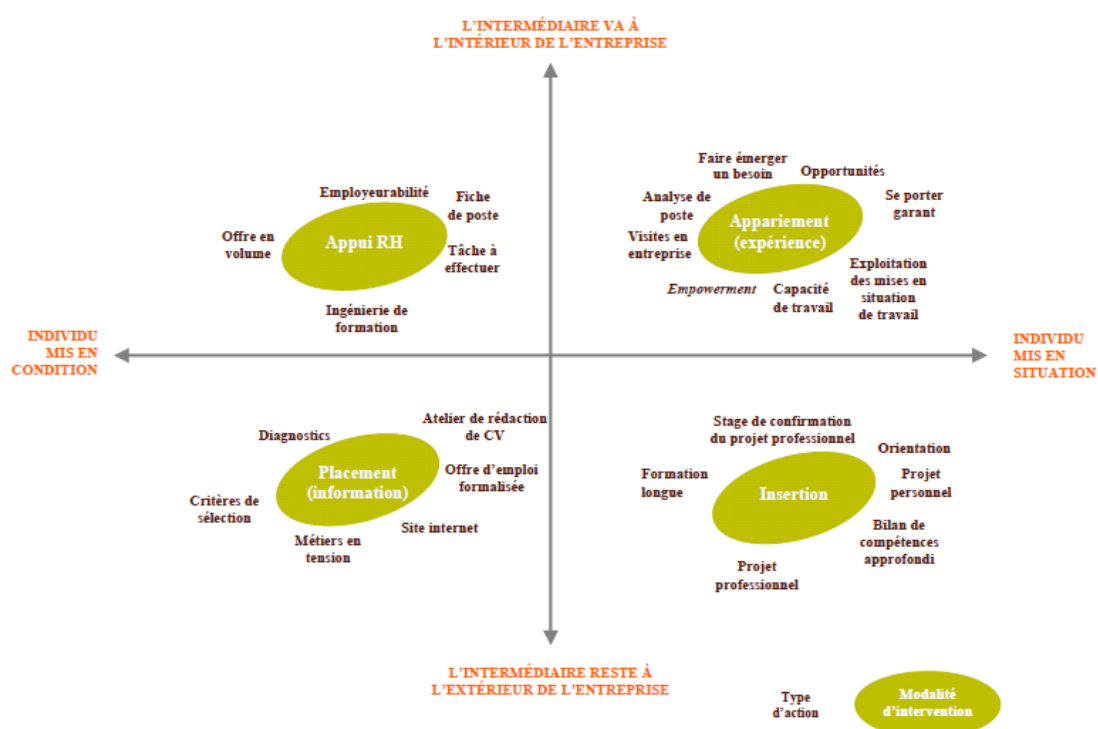 L'INTERMÉDIAIRE VA À
L'INTÉRIEUR DE L'ENTREPRISE
Employeurabilité
Fiche
de poste
Offre en
volume
Appui RH
Tâche à
effectuer
Ingénierie de
formation
Faire émerger
un besoin
Opportunités
Analyse de
poste
Se porter
garant
Appariement
(expérience)
Visites en
entreprise
Empowerment
Capacité
de travail
Exploitation
des mises en
situation
de travail
INDIVIDU
MIS EN
CONDITION
INDIVIDU
MIS EN
SITUATION
Atelier de rédaction
de CV
Diagnostics
Placement
(information)
Offre d'emploi
formalisée
Critères de
sélection
Site internet
Métiers en
tension
Stage de confirmation
du projet professionnel
Orientation
Formation
longue
Projet
personnel
Insertion
Bilan de
compétences
approfondi
Projet
professionnel
L'INTERMÉDIAIRE RESTE À
L'EXTÉRIEUR DE L'ENTREPRISE
Type
d'action
Modalité
d'intervention